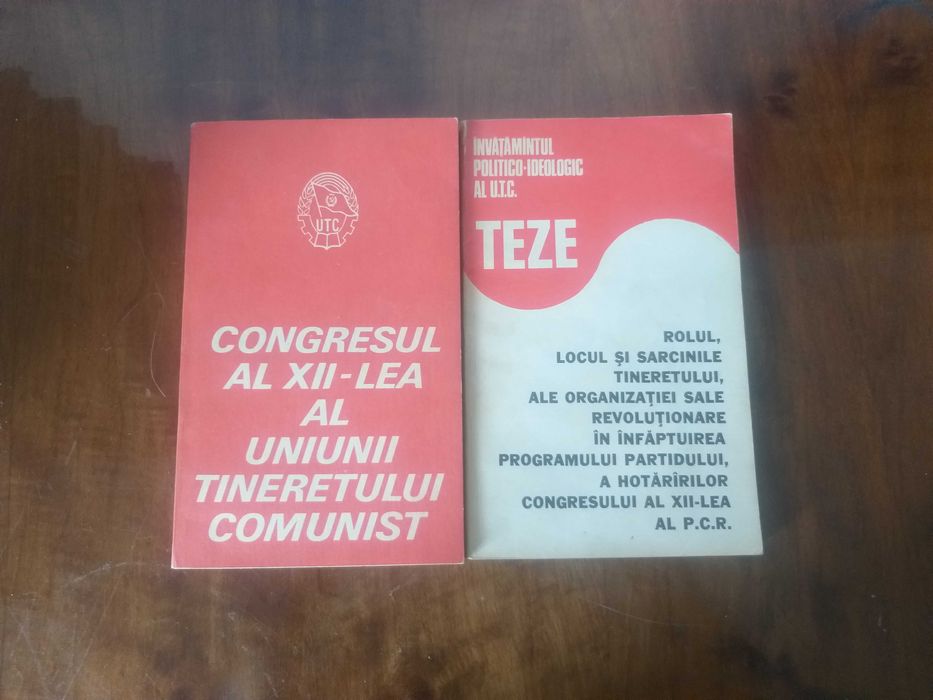 UTC
CONGRESUL
AL XII-LEA
AL
UNIUNII
TINERETULUI
COMUNIST
ÎNVĂȚĂMÎNTUL
POLITICO-IDEOLOGIC
AL U.T.C.
TEZE
ROLUL,
LOCUL ȘI SARCINILE
TINERETULUI,
ALE ORGANIZAȚIEI SALE
REVOLUȚIONARE
ÎN ÎNFĂPTUIREA
PROGRAMULUI PARTIDULUI,
A HOTĂRÎRILOR
CONGRESULUI AL XII-LEA
AL P.C.R.